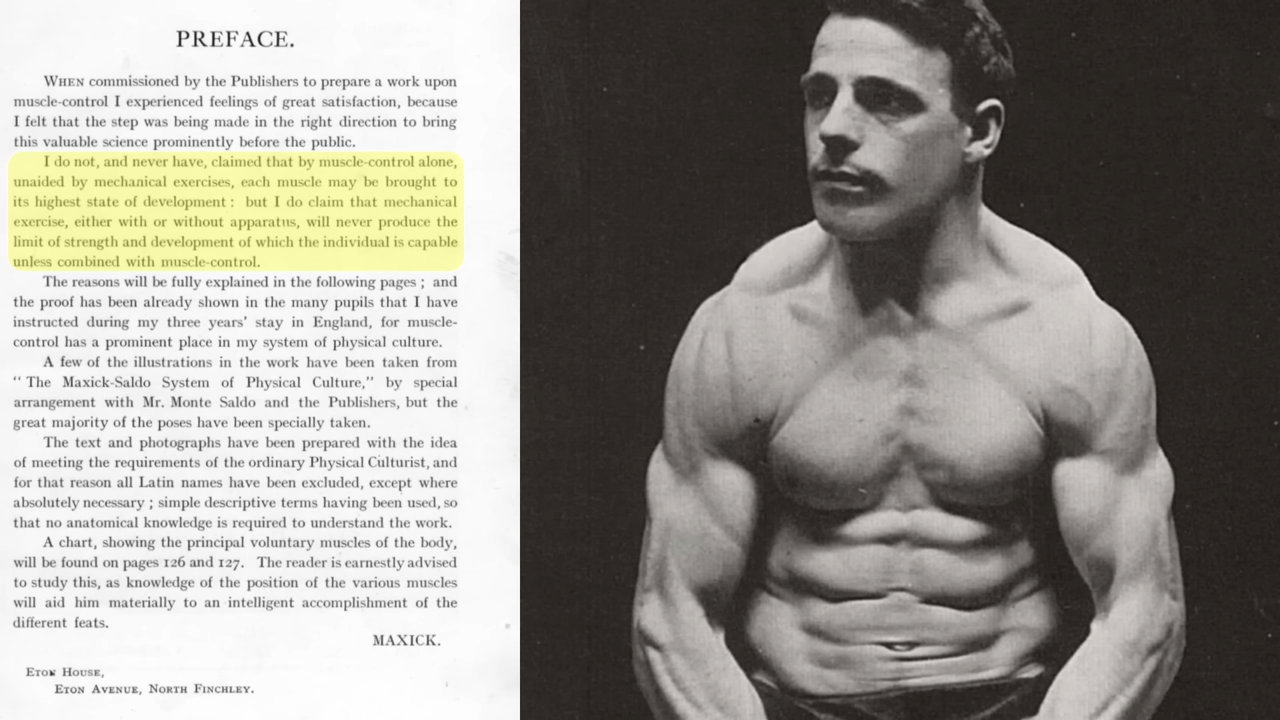 PREFACE.
WHEN commissioned by the Publishers to prepare a work upon
muscle-control I experienced feelings of great satisfaction, because
I felt that the step was being made in the right direction to bring
this valuable science prominently before the public.
I do not, and never have, claimed that by muscle-control alone,
unaided by mechanical exercises, each muscle may be brought to
its highest state of development : but I do claim that mechanical
exercise, either with or without apparatus, will never produce the
limit of strength and development of which the individual is capable
unless combined with muscle-control.
The reasons will be fully explained in the following pages ; and
the proof has been already shown in the many pupils that I have
instructed during my three years' stay in England, for muscle-
control has a prominent place in my system of physical culture.
A few of the illustrations in the work have been taken from
“ The Maxick-Saldo System of Physical Culture,” by special
arrangement with Mr. Monte Saldo and the Publishers, but the
great majority of the poses have been specially taken.
The text and photographs have been prepared with the idea
of meeting the requirements of the ordinary Physical Culturist, and
for that reason all Latin names have been excluded, except where
absolutely necessary ; simple descriptive terms having been used, so
that no anatomical knowledge is required to understand the work.
A chart, showing the principal voluntary muscles of the body,
will be found on pages 126 and 127. The reader is earnestly advised
to study this, as knowledge of the position of the various muscles
will aid him materially to an intelligent accomplishment of the
different feats.
MAXICK.
ETON HOUSE,
ETON AVENUE, NORTH FINCHLEY.